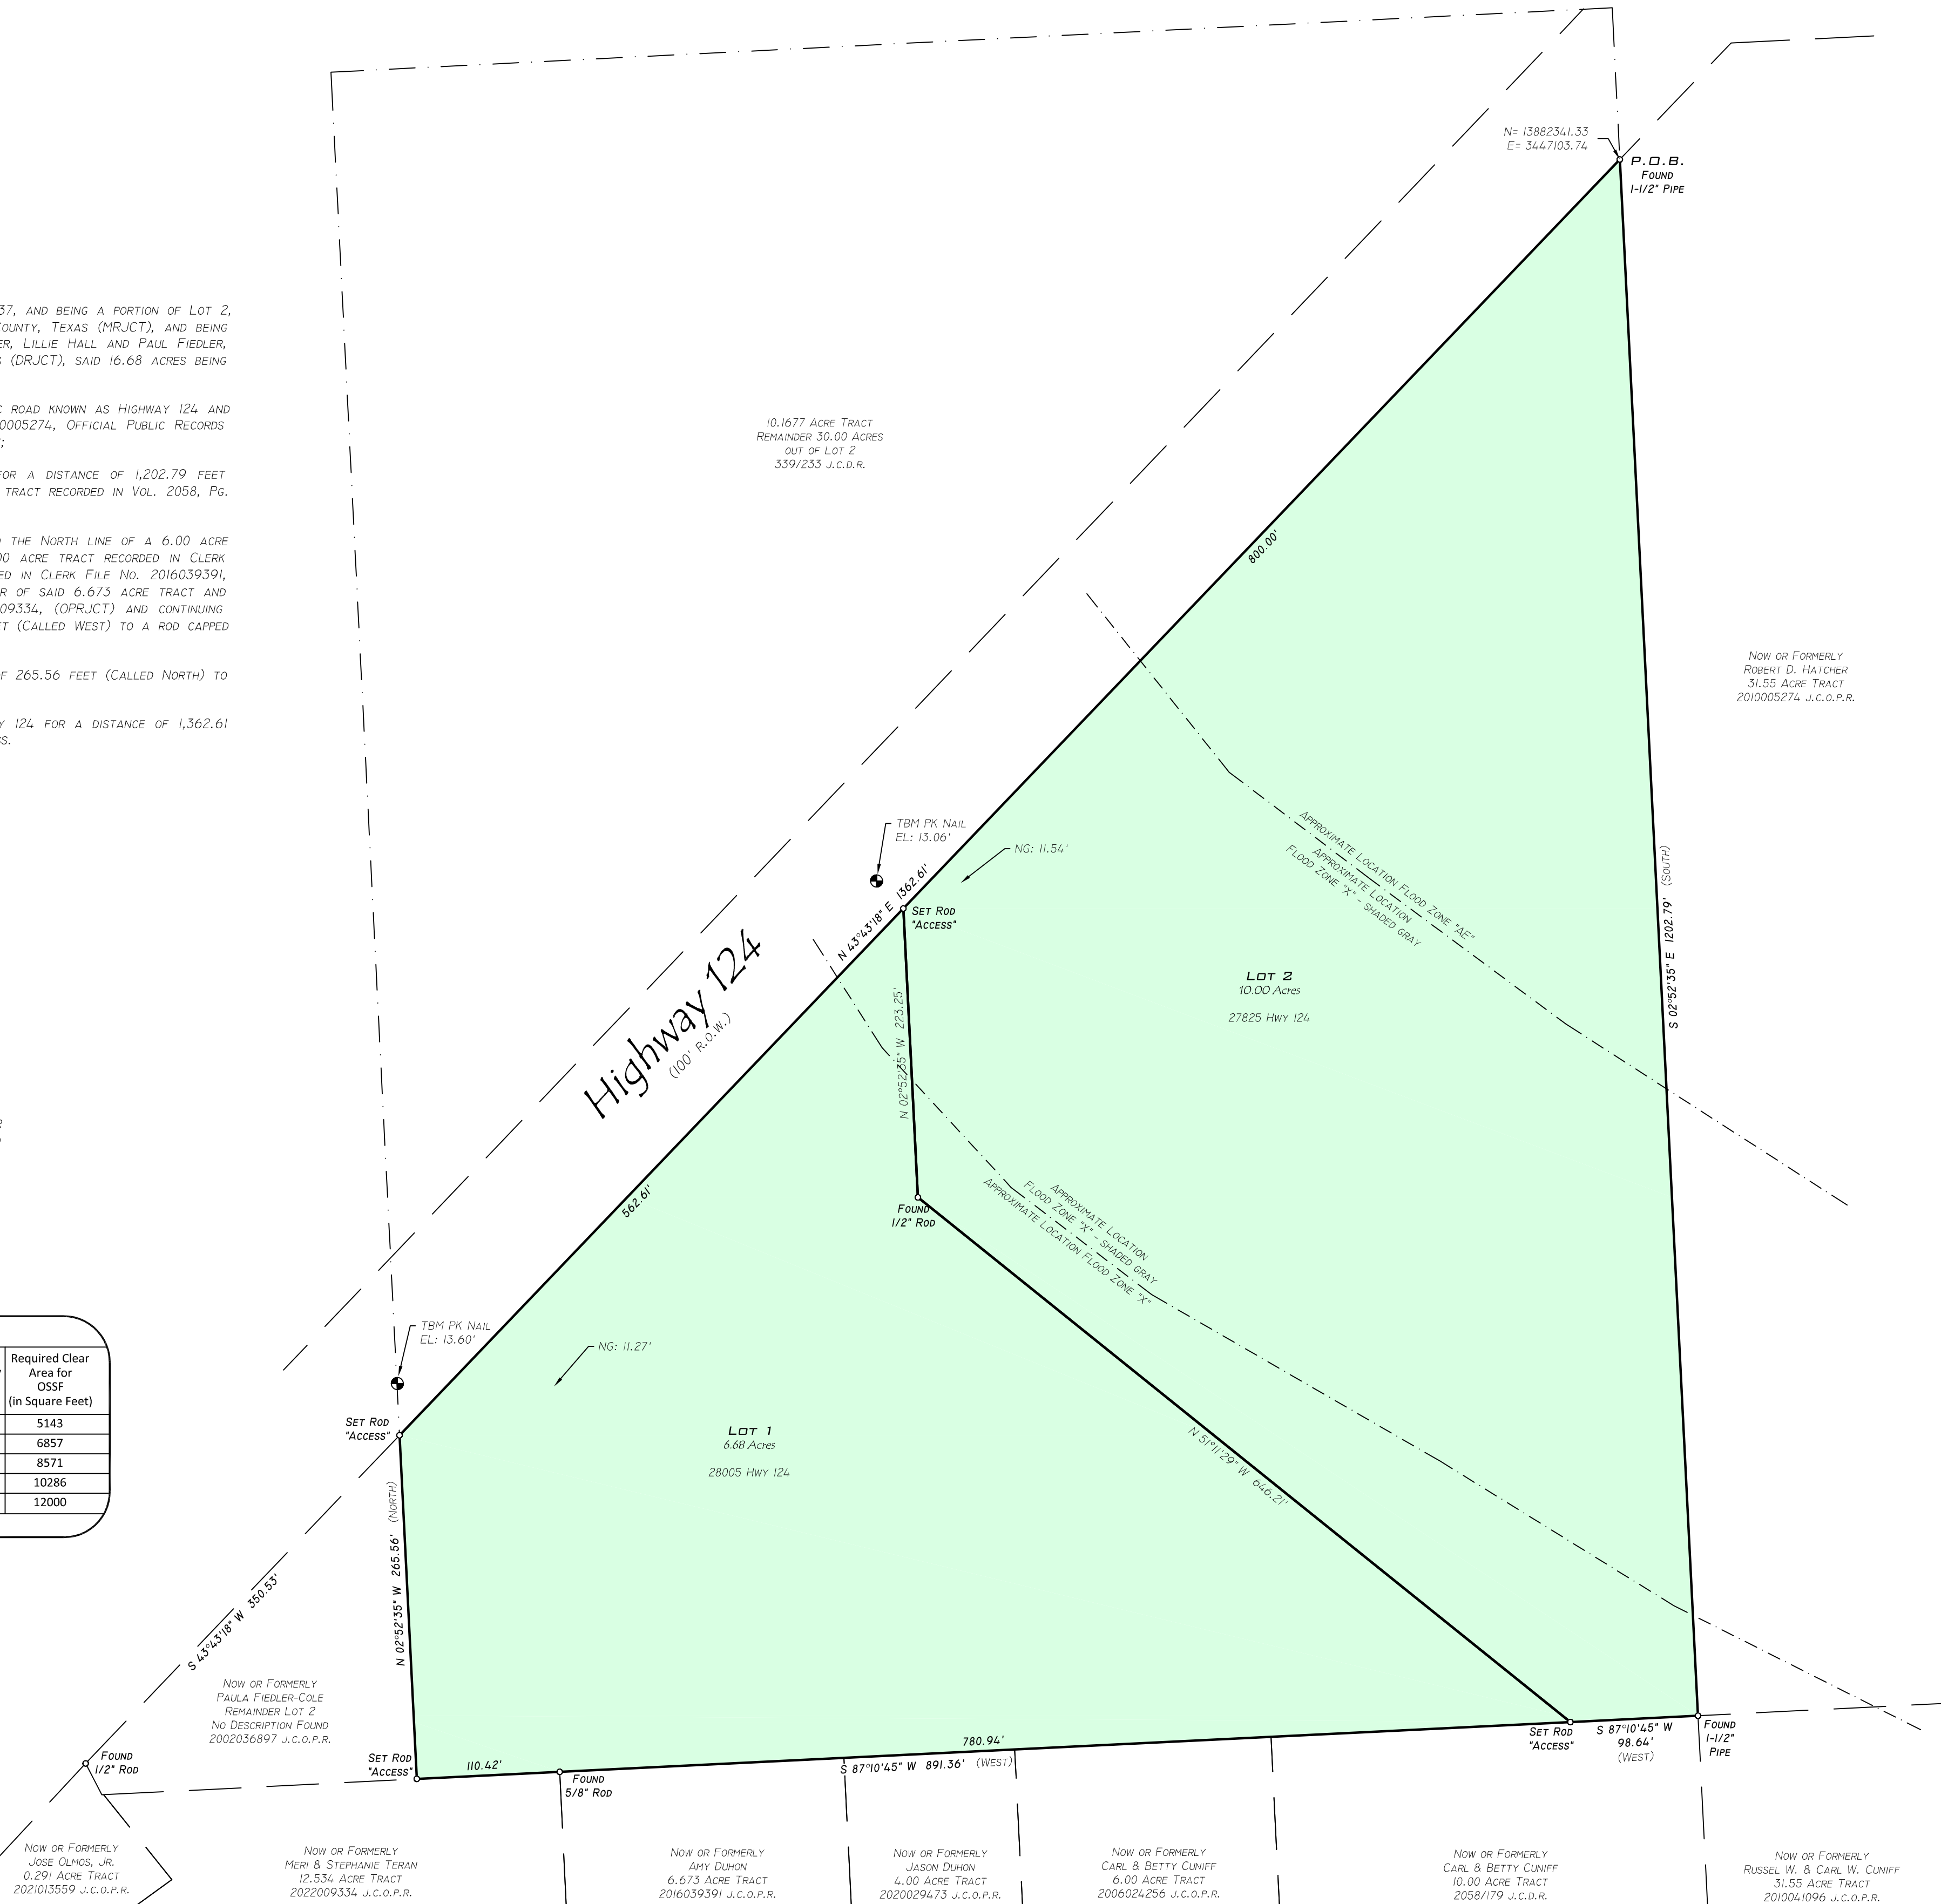 N= 13882341.33
E= 3447103.74
P.O.B.
Found
1-1/2" Pipe
37, and being a portion of Lot 2,
County, Texas (MRJCT), and being
er, Lillie Hall and Paul Fiedler,
s (DRJCT), said 16.68 acres being
c road known as Highway 124 and
0005274, Official Public Records
;
for a distance of 1,202.79 feet
tract recorded in Vol. 2058, Pg.
the North line of a 6.00 acre
00 acre tract recorded in Clerk
ed in Clerk File No. 2016039391,
r of said 6.673 acre tract and
09334, (OPRJCT) and continuing
et (Called West) to a rod capped
of 265.56 feet (Called North) to
y 124 for a distance of 1,362.61
s.
10.1677 Acre Tract
Remainder 30.00 Acres
out of Lot 2
339/233 J.C.D.R.
800.00'
Now or Formerly
Robert D. Hatcher
31.55 Acre Tract
2010005274 J.C.O.P.R.
TBM PK Nail
EL: 13.06'
NG: 11.54'
N 43°43'18" E 1362.61'
Set Rod
"Access"
Approximate Location Flood Zone "AE"
Approximate Location
Flood Zone "X" - shaded gray
S 02°52'35" E 1202.79' (South)
Highway 124
(100' R.O.W.)
N 02°52'35" W 223.25'
Lot 2
10.00 Acres
27825 Hwy 124
562.61'
Found
1/2" Rod
Approximate Location
Flood Zone "X" - shaded gray
Approximate Location Flood Zone "X"
TBM PK Nail
EL: 13.60'
NG: 11.27'
Required Clear
Area for
OSSF
(in Square Feet)
5143
6857
8571
10286
12000
Set Rod
"Access"
Lot 1
6.68 Acres
28005 Hwy 124
N 51°11'29" W 646.21'
N 02°52'35" W 265.56' (North)
S 43°43'18" W 350.53'
Now or Formerly
Paula Fiedler-Cole
Remainder Lot 2
No Description Found
2002036897 J.C.O.P.R.
Found
1/2" Rod
Set Rod
"Access"
110.42'
Found
5/8" Rod
780.94'
S 87°10'45" W 891.36' (West)
Set Rod
"Access"
S 87°10'45" W
98.64'
(West)
Found
1-1/2"
Pipe
Now or Formerly
Jose Olmos, Jr.
0.291 Acre Tract
2021013559 J.C.O.P.R.
Now or Formerly
Meri & Stephanie Teran
12.534 Acre Tract
2022009334 J.C.O.P.R.
Now or Formerly
Amy Duhon
6.673 Acre Tract
2016039391 J.C.O.P.R.
Now or Formerly
Jason Duhon
4.00 Acre Tract
2020029473 J.C.O.P.R.
Now or Formerly
Carl & Betty Cuniff
6.00 Acre Tract
2006024256 J.C.O.P.R.
Now or Formerly
Carl & Betty Cuniff
10.00 Acre Tract
2058/179 J.C.D.R.
Now or Formerly
Russel W. & Carl W. Cuniff
31.55 Acre Tract
2010041096 J.C.O.P.R.